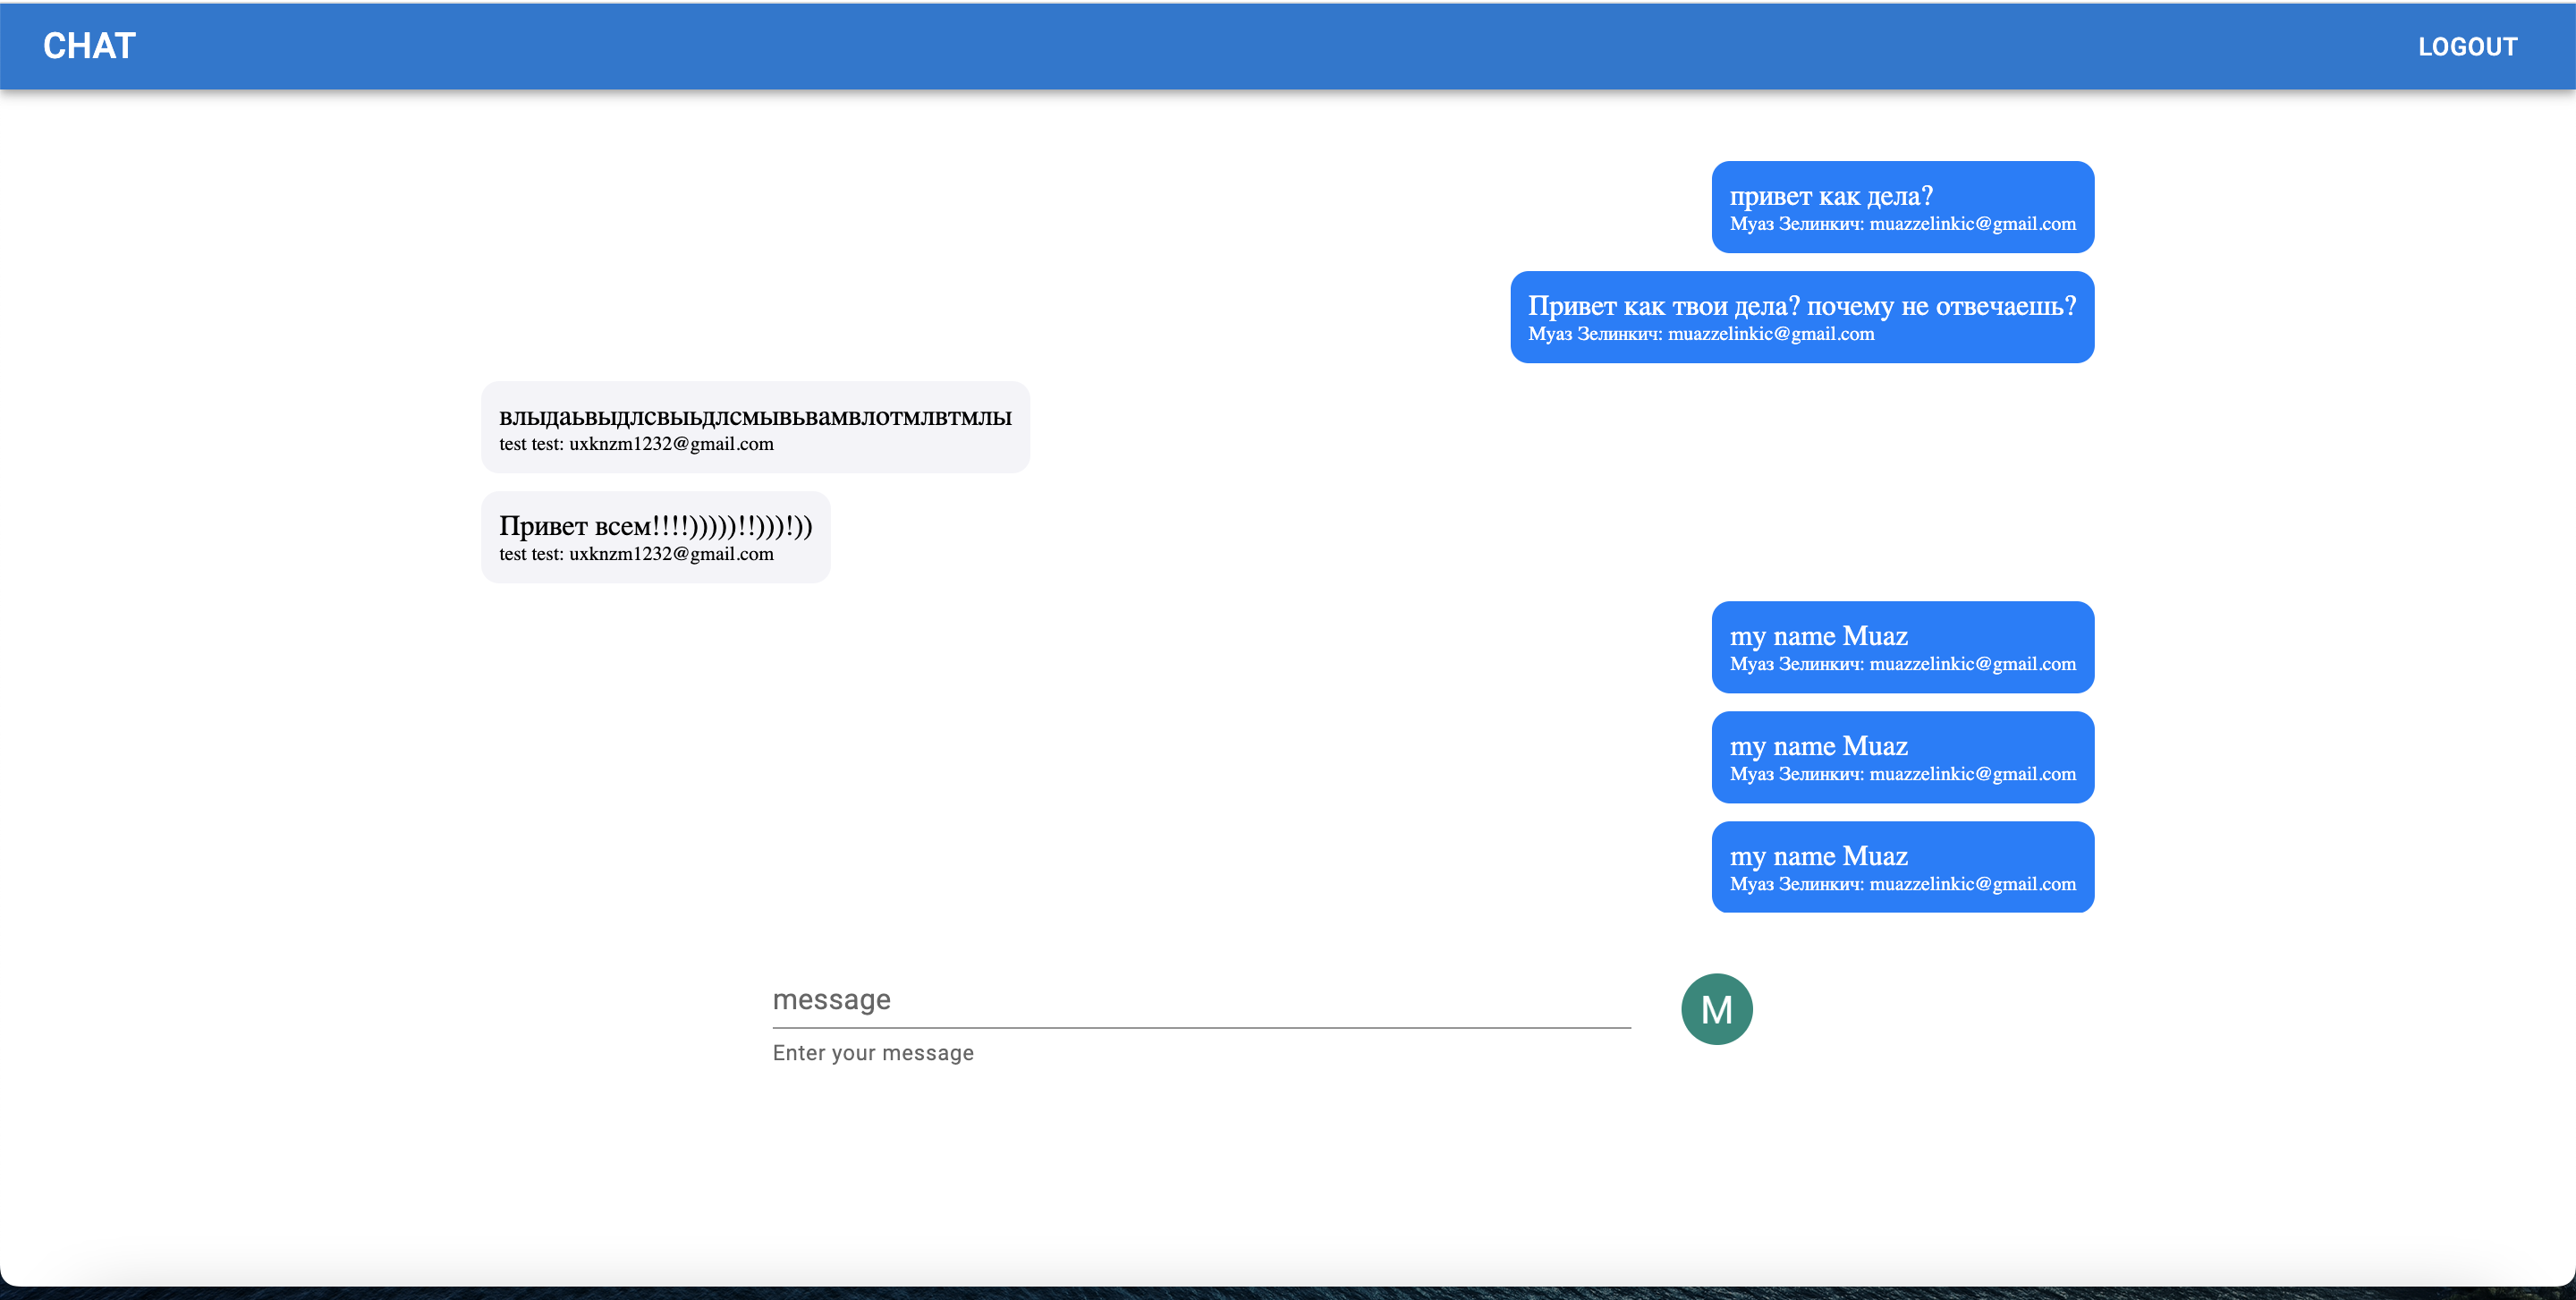 CHAT
LOGOUT
привет как дела?
Муаз Зелинкич: muazzelinkic@gmail.com
Привет как твои дела? почему не отвечаешь?
Муаз Зелинкич: muazzelinkic@gmail.com
влыдаьвыдлсвыьдлсмывьвамвлотмлвтмлы
test test: uxknzm1232@gmail.com
Привет всем!!!!)))))!!)))!))
test test: uxknzm1232@gmail.com
my name Muaz
Муаз Зелинкич: muazzelinkic@gmail.com
my name Muaz
Муаз Зелинкич: muazzelinkic@gmail.com
my name Muaz
Муаз Зелинкич: muazzelinkic@gmail.com
message
M
Enter your message